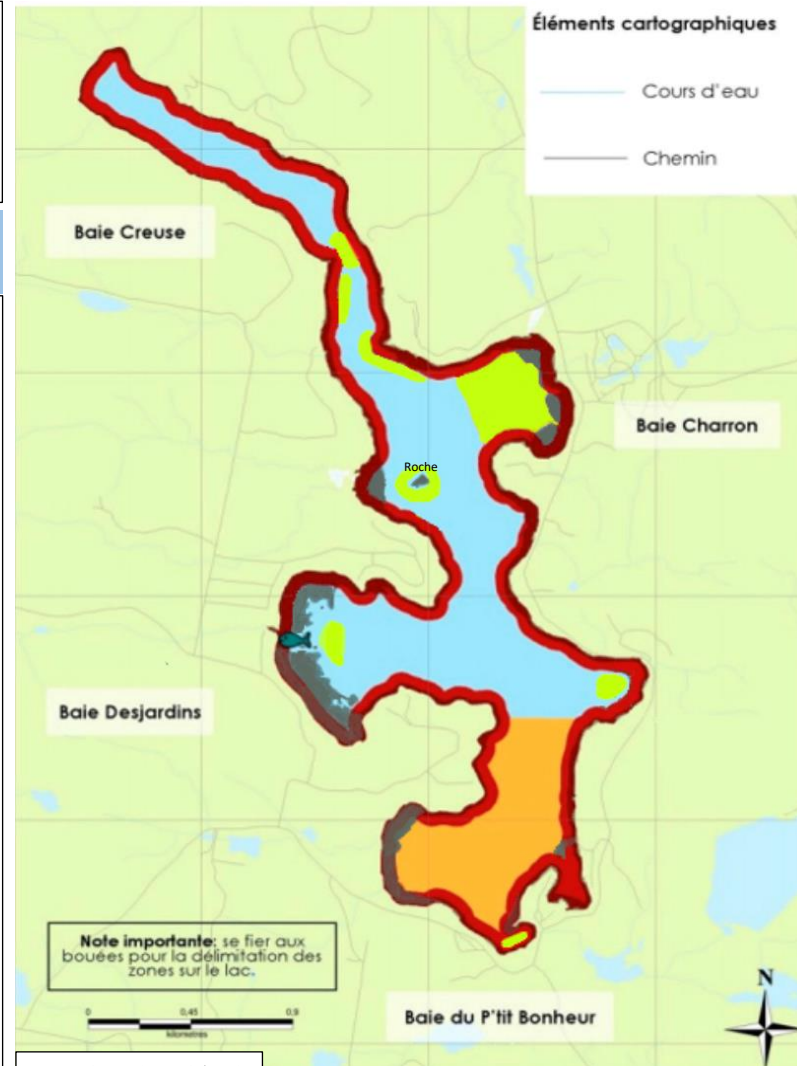 Éléments cartographiques
Cours d'eau
Chemin
Baie Creuse
Baie Charron
Roche
Baie Desjardins
Note importante: se fier aux
bouées pour la délimitation des
zones sur le lac.
0 0,45 0,9
kilomètres
Baie du P'tit Bonheur
N